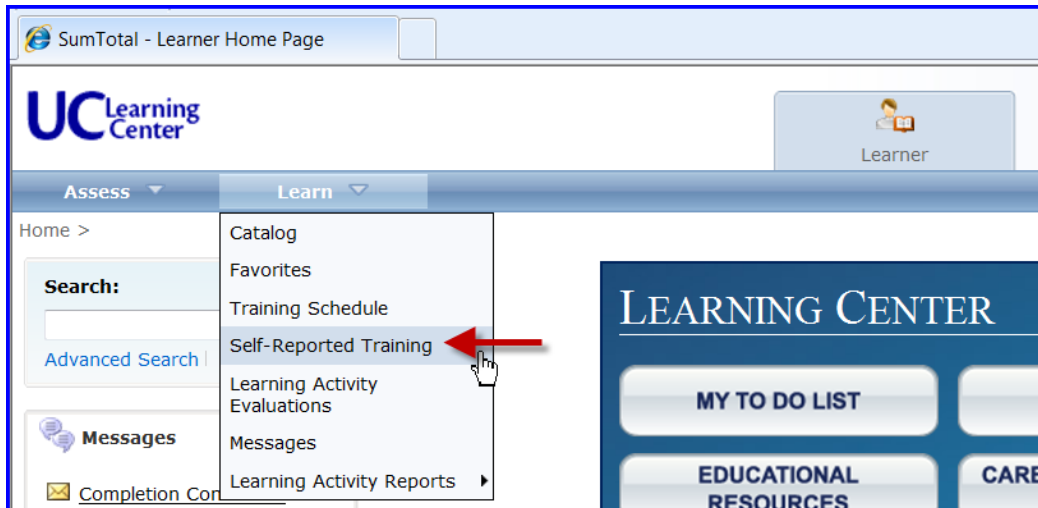 SumTotal - Learner Home Page
UC Learning Center
Learner
Assess
Learn
Home >
Catalog
Favorites
Training Schedule
Self-Reported Training
Learning Activity
Evaluations
Messages
Learning Activity Reports
Search:
Advanced Search
Messages
Completion Con
LEARNING CENTER
MY TO DO LIST
EDUCATIONAL
RESOURCES
CARE